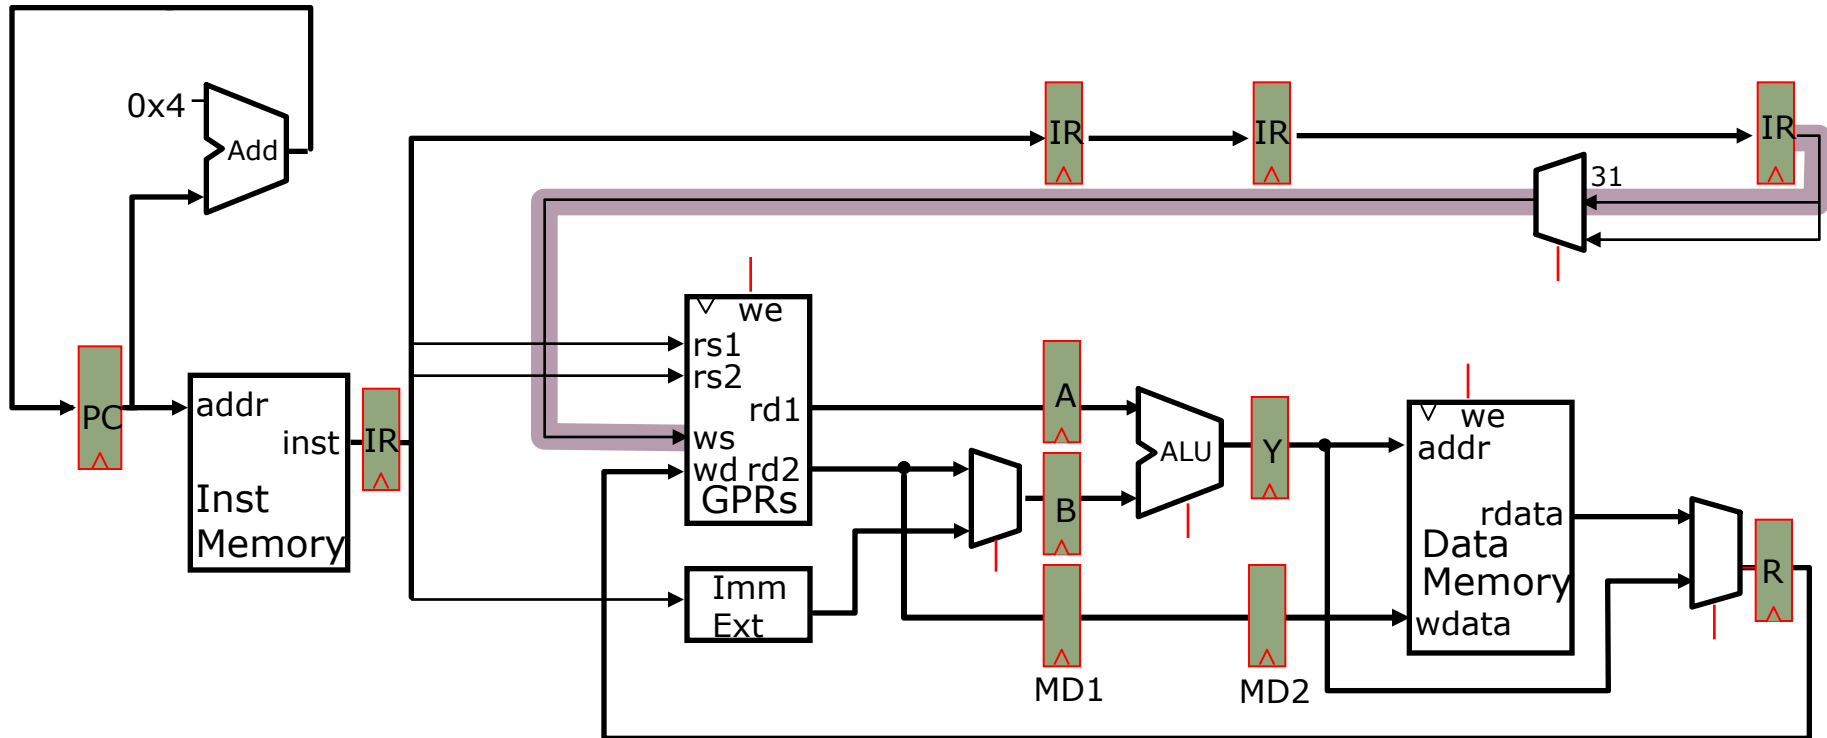 0x4
Add
IR
IR
IR
31
we
rs1
rs2
rd1
ws
wd rd2
GPRs
PC
addr
inst
Inst
Memory
IR
A
B
ALU
Y
we
addr
rdata
Data
Memory
wdata
R
Imm
Ext
MD1
MD2